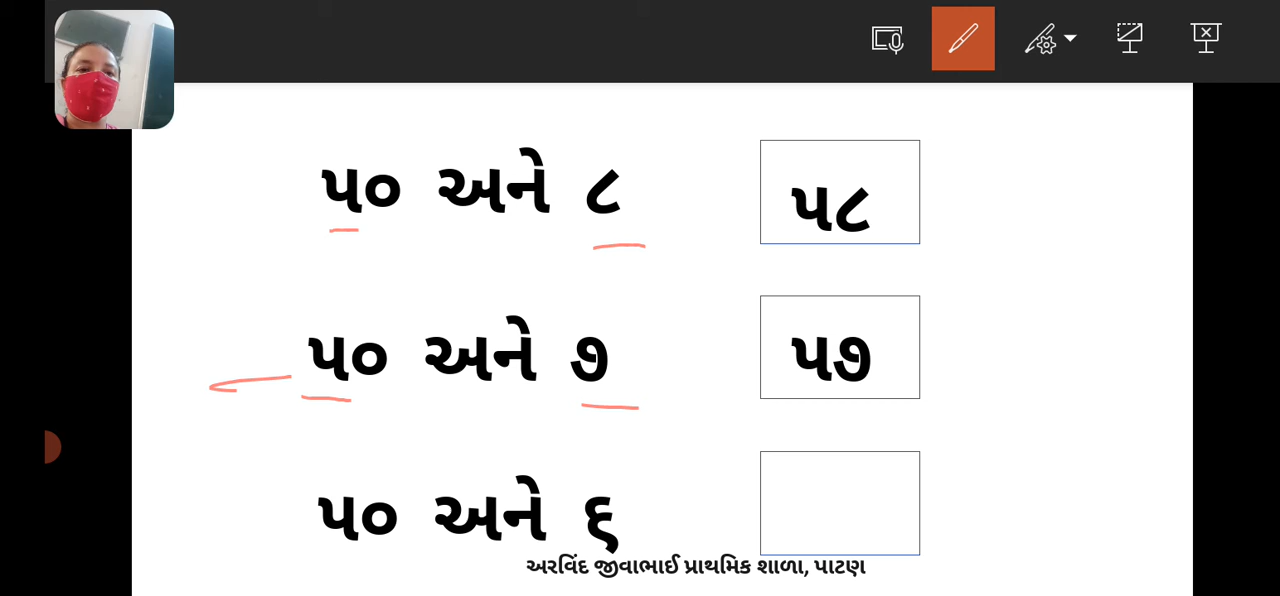 ૫૦ અને ૮ ૫૮
૫૦ અને ૭ ૫૭
૫૦ અને ૬
અરવિંદ જીવાભાઈ પ્રાથમિક શાળા, પાટણ